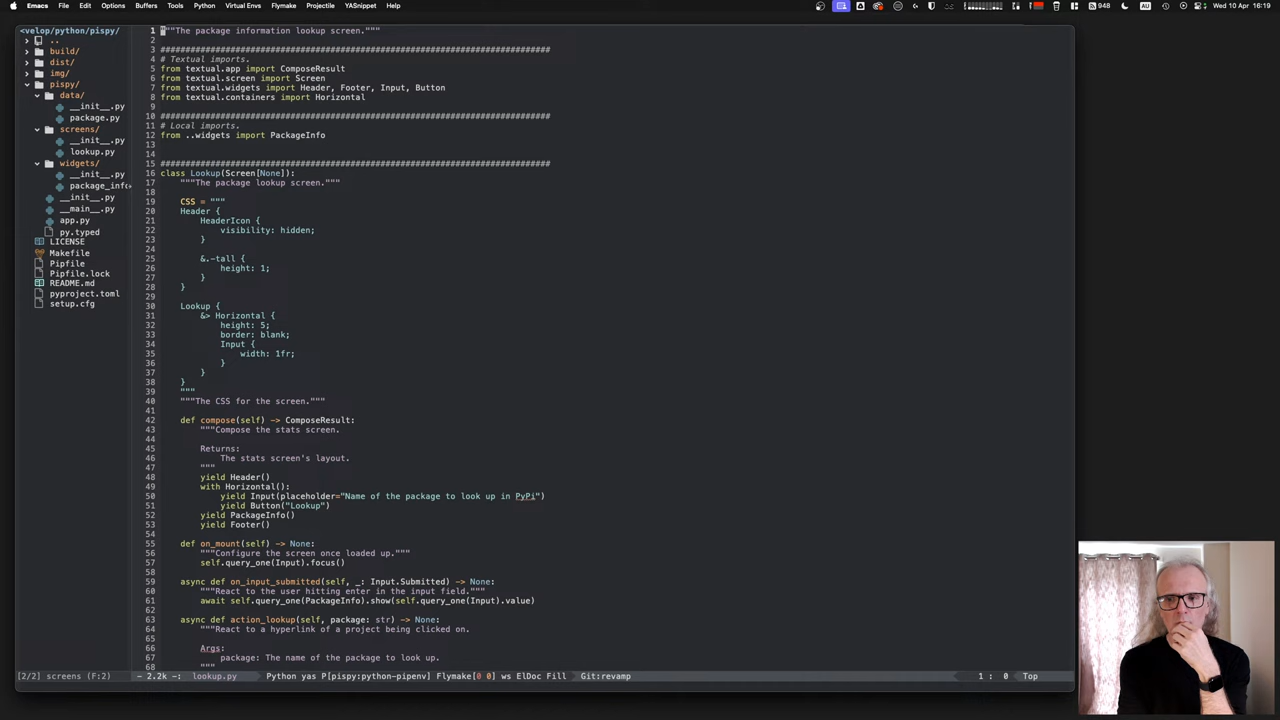 Emacs File Edit Options Buffers Tools Python Virtual Envs Flymake Projectile YASnippet Help 948 AU Wed 10 Apr 16:19
<velop/python/pispy/
..
build/
dist/
img/
pispy/
data/
__init__.py
package.py
screens/
__init__.py
lookup.py
widgets/
__init__.py
package_info
__init__.py
__main__.py
app.py
py.typed
LICENSE
Makefile
Pipfile
Pipfile.lock
README.md
pyproject.toml
setup.cfg
1 """The package information lookup screen."""
2
3 ##############################################################################
4 # Textual imports.
5 from textual.app import ComposeResult
6 from textual.screen import Screen
7 from textual.widgets import Header, Footer, Input, Button
8 from textual.containers import Horizontal
9
10 ##############################################################################
11 # Local imports.
12 from ..widgets import PackageInfo
13
14
15 ##############################################################################
16 class Lookup(Screen[None]):
17 """The package lookup screen."""
18
19 CSS = """
20 Header {
21 HeaderIcon {
22 visibility: hidden;
23 }
24
25 &.-tall {
26 height: 1;
27 }
28 }
29
30 Lookup {
31 &> Horizontal {
32 height: 5;
33 border: blank;
34 Input {
35 width: 1fr;
36 }
37 }
38 }
39 """
40 """The CSS for the screen."""
41
42 def compose(self) -> ComposeResult:
43 """Compose the stats screen.
44
45 Returns:
46 The stats screen's layout.
47 """
48 yield Header()
49 with Horizontal():
50 yield Input(placeholder="Name of the package to look up in PyPi")
51 yield Button("Lookup")
52 yield PackageInfo()
53 yield Footer()
54
55 def on_mount(self) -> None:
56 """Configure the screen once loaded up."""
57 self.query_one(Input).focus()
58
59 async def on_input_submitted(self, _: Input.Submitted) -> None:
60 """React to the user hitting enter in the input field."""
61 await self.query_one(PackageInfo).show(self.query_one(Input).value)
62
63 async def action_lookup(self, package: str) -> None:
64 """React to a hyperlink of a project being clicked on.
65
66 Args:
67 package: The name of the package to look up.
68 """
[2/2] screens (F:2) - 2.2k -: lookup.py Python yas P[pispy:python-pipenv] Flymake[0 0] ws ElDoc Fill Git:revamp 1 : 0 Top